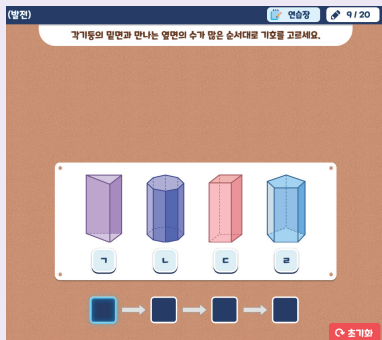 (발전)
연습장
9 / 20
각기둥의 밑면과 만나는 옆면의 수가 많은 순서대로 기호를 고르세요.
ㄱ ㄴ ㄷ ㄹ
초기화